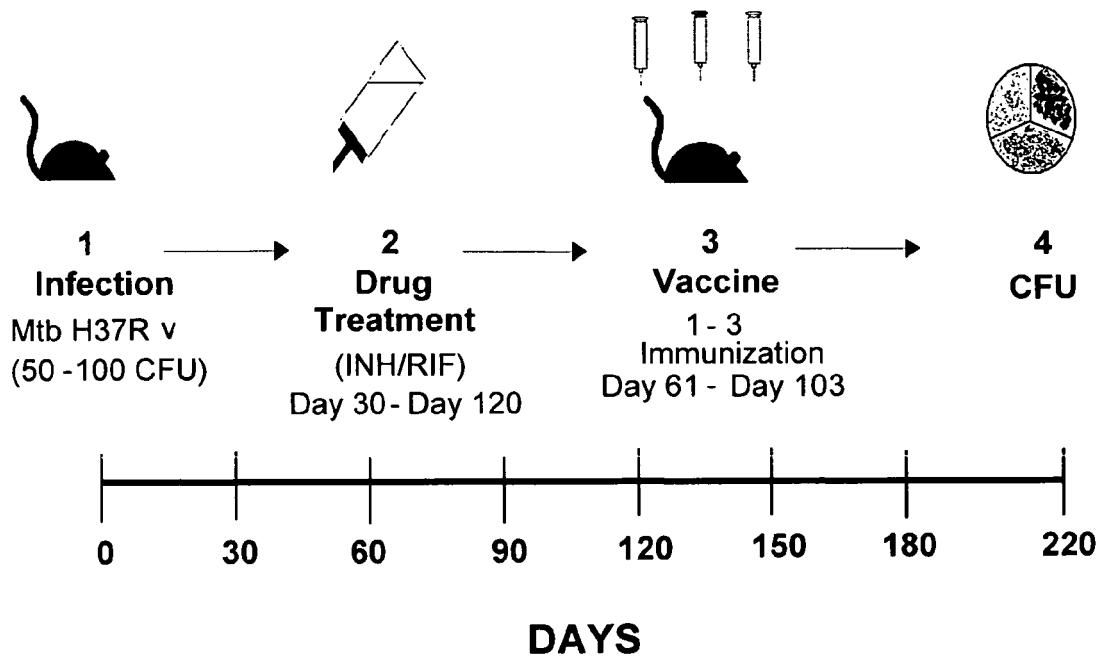 1
Infection
Mtb H37R v
(50 -100 CFU)
2
Drug
Treatment
(INH/RIF)
Day 30 - Day 120
3
Vaccine
1 - 3
Immunization
Day 61 - Day 103
4
CFU
0 30 60 90 120 150 180 220
DAYS